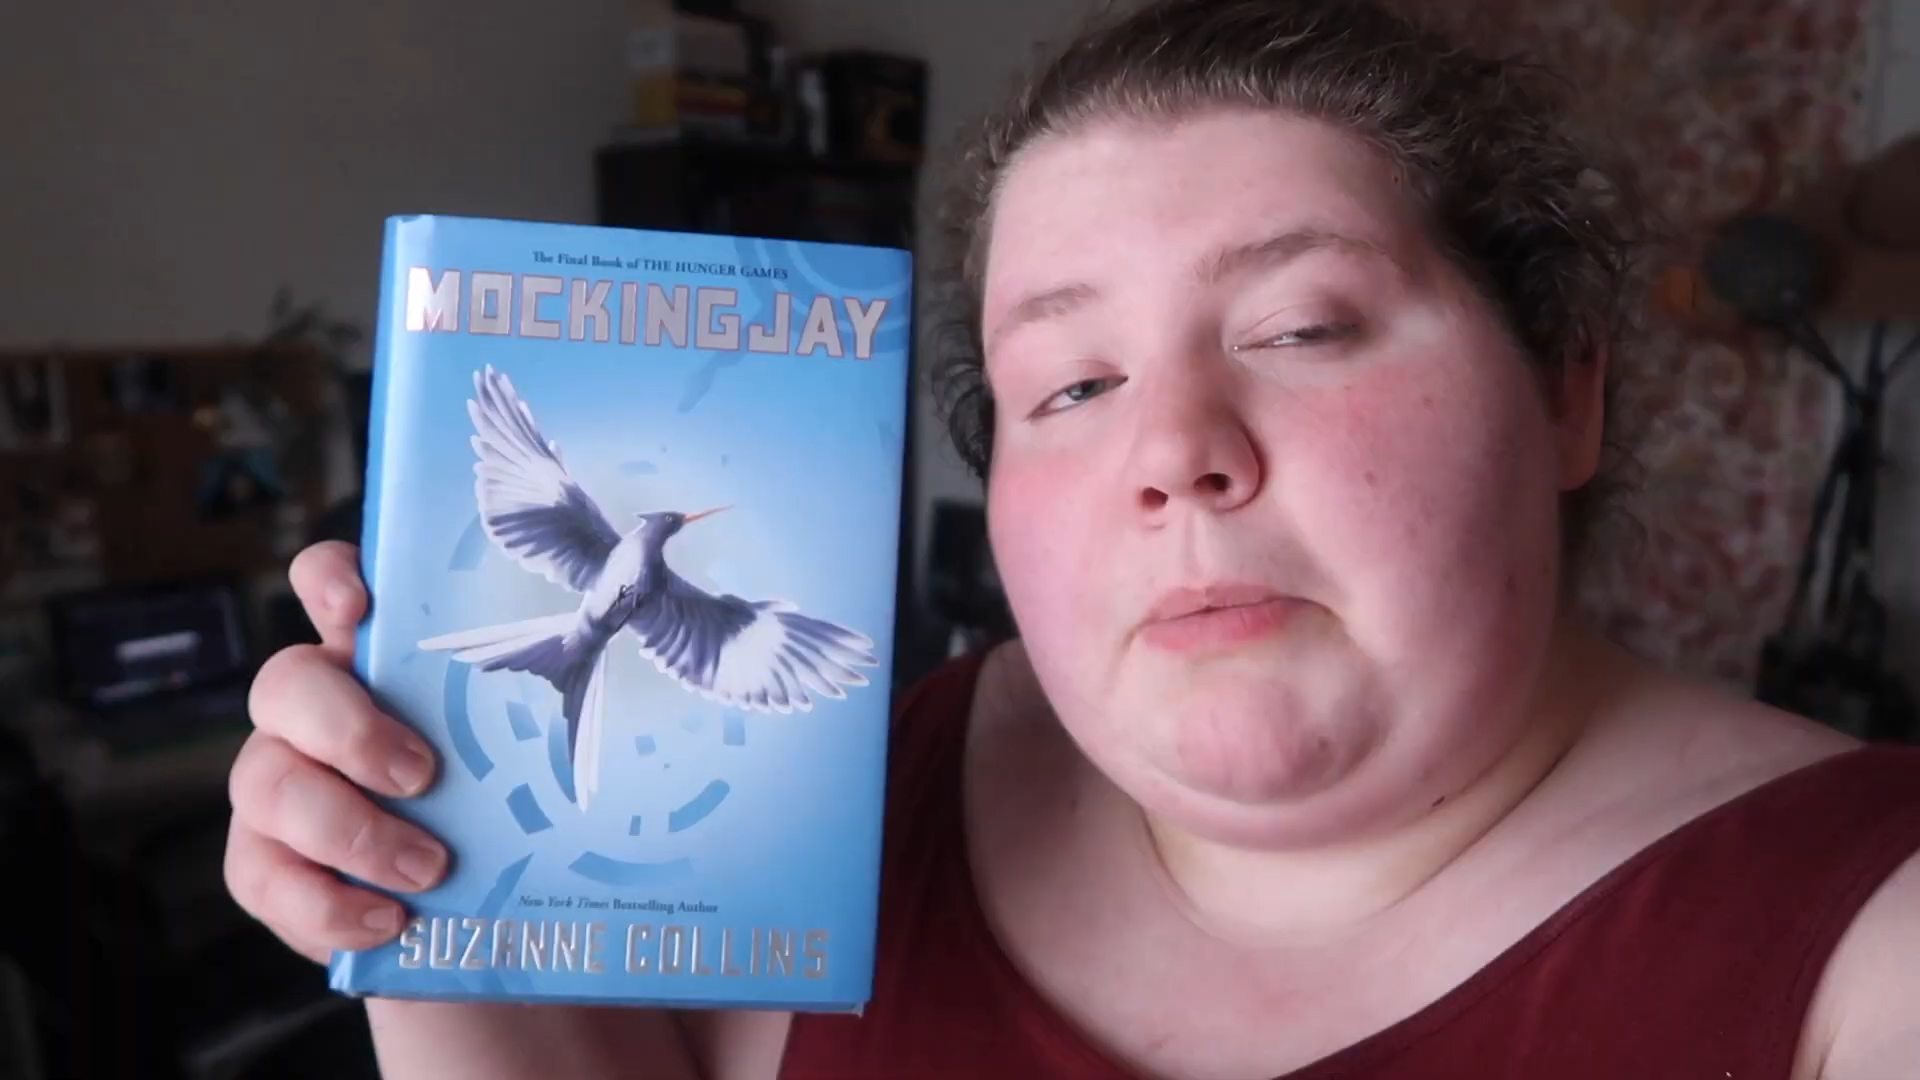 The Final Book of THE HUNGER GAMES
MOCKINGJAY
New York Times Bestselling Author
SUZANNE COLLINS